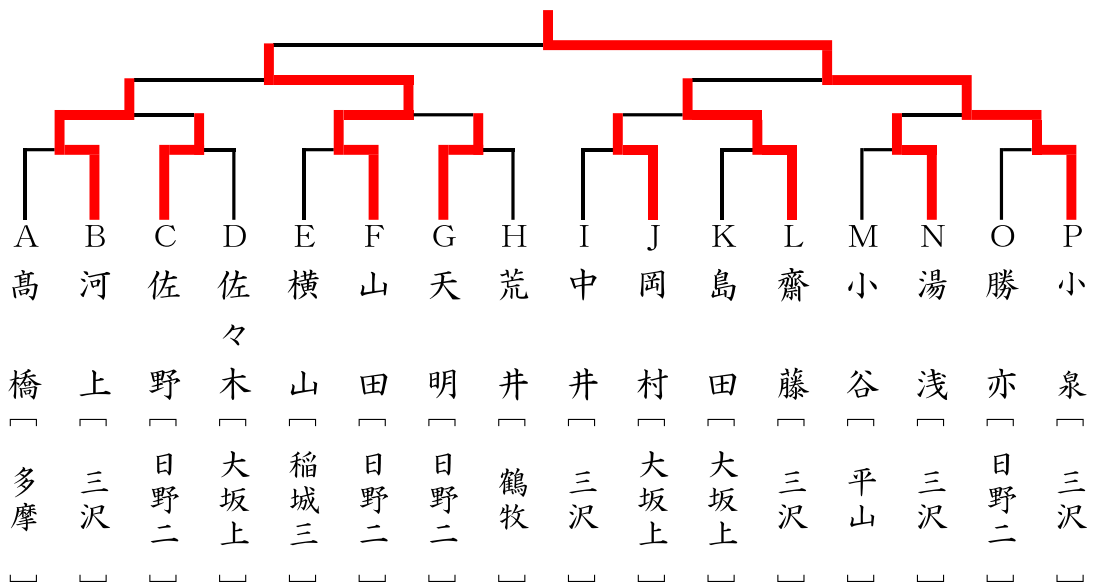 A B C D E F G H I J K L M N O P
髙橋［多摩］
河上［三沢］
佐野［日野二］
佐々木［大坂上］
横山［稲城三］
山田［日野二］
天明［日野二］
荒井［鶴牧］
中井［三沢］
岡村［大坂上］
島田［大坂上］
齋藤［三沢］
小谷［平山］
湯浅［三沢］
勝亦［日野二］
小泉［三沢］